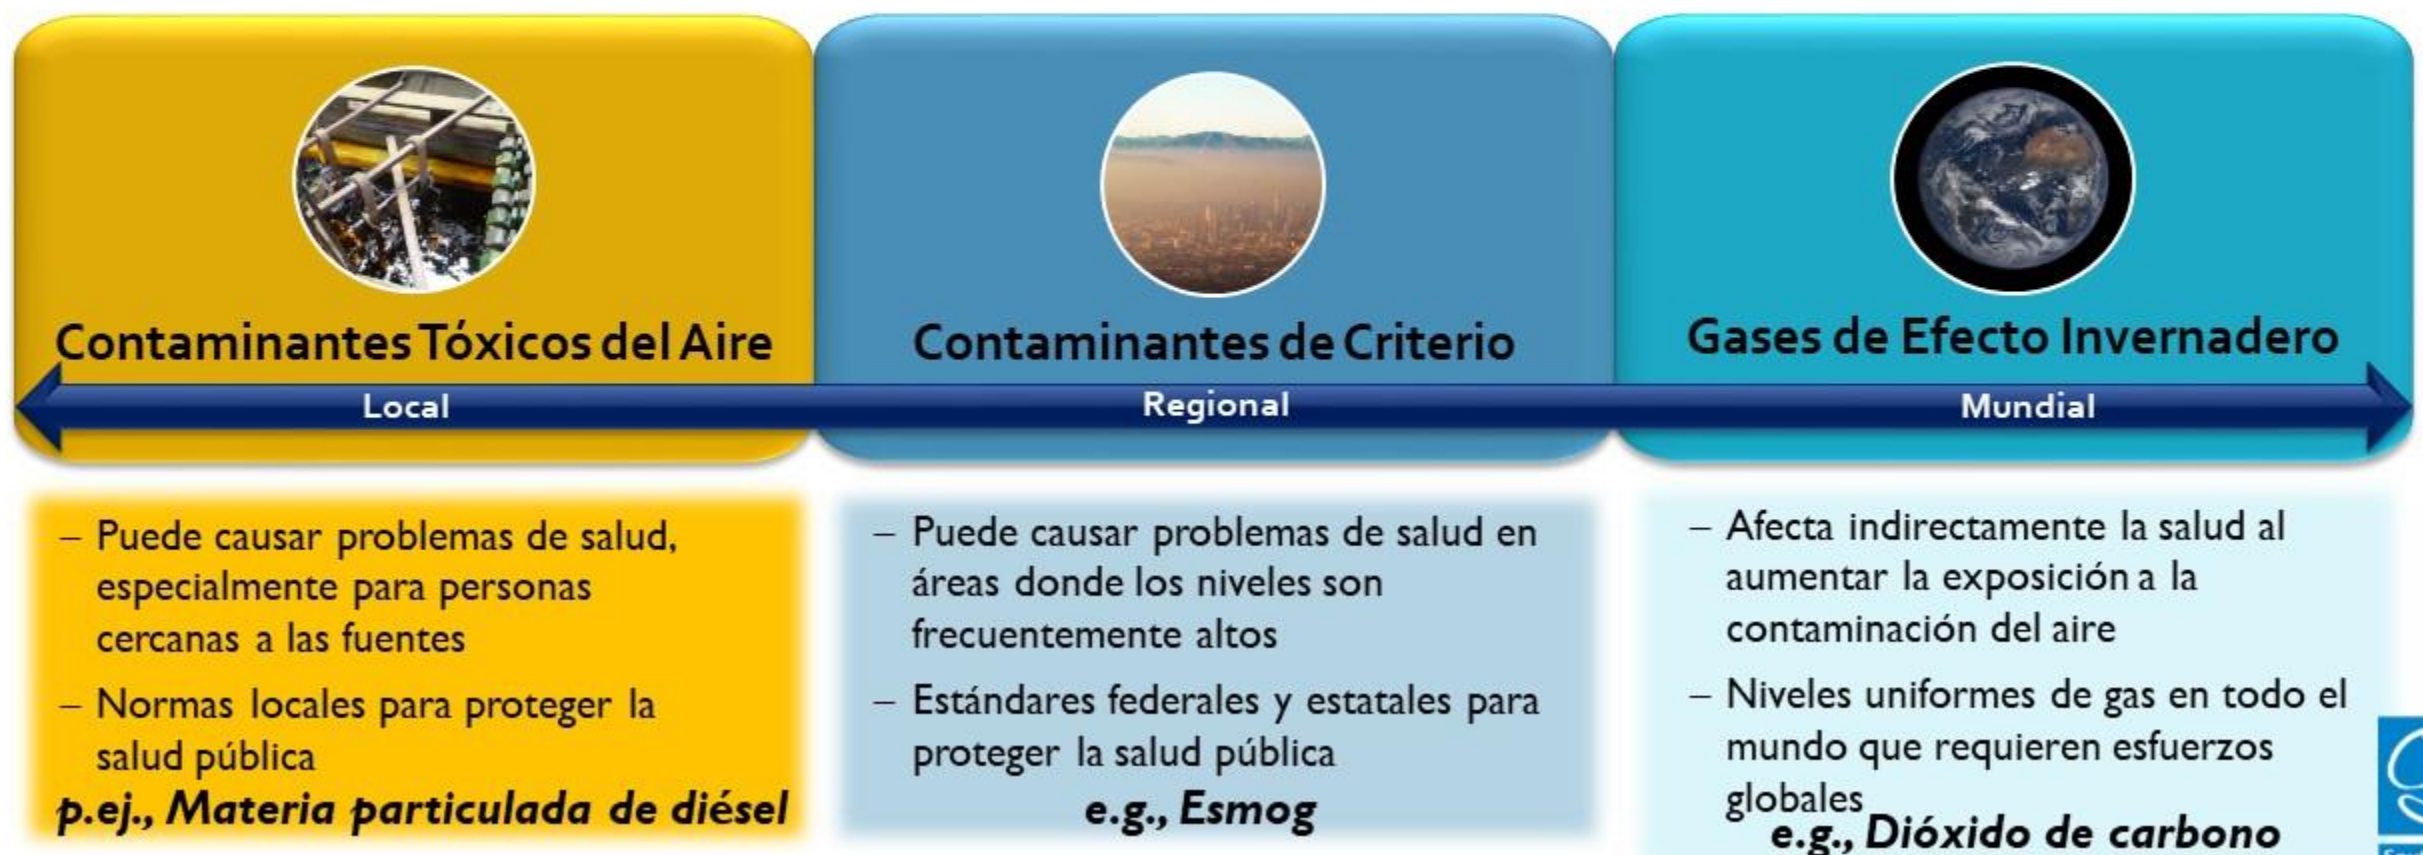 Contaminantes Tóxicos del Aire
Local
– Puede causar problemas de salud,
especialmente para personas
cercanas a las fuentes
– Normas locales para proteger la
salud pública
p.ej., Materia particulada de diésel
Contaminantes de Criterio
Regional
– Puede causar problemas de salud en
áreas donde los niveles son
frecuentemente altos
– Estándares federales y estatales para
proteger la salud pública
e.g., Esmog
Gases de Efecto Invernadero
Mundial
– Afecta indirectamente la salud al
aumentar la exposición a la
contaminación del aire
– Niveles uniformes de gas en todo el
mundo que requieren esfuerzos
globales
e.g., Dióxido de carbono